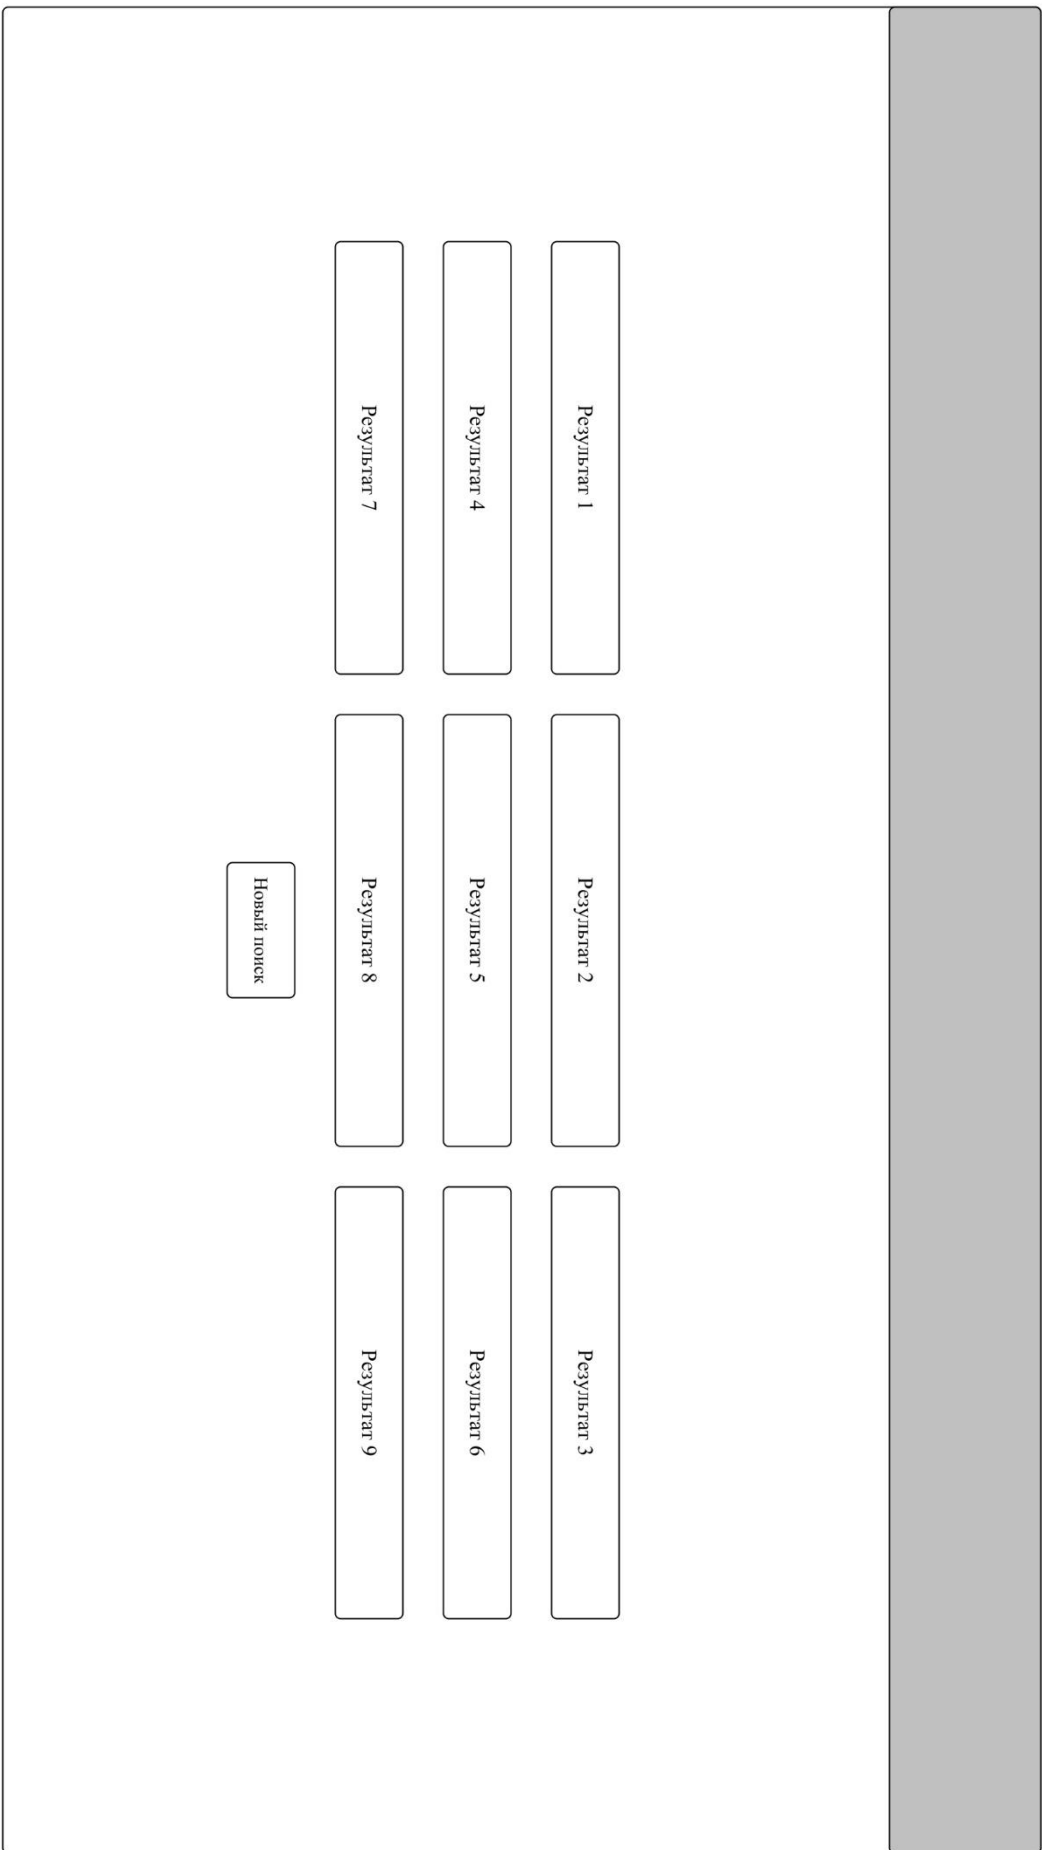 Результат 1
Результат 2
Результат 3
Результат 4
Результат 5
Результат 6
Результат 7
Результат 8
Результат 9
Новый поиск